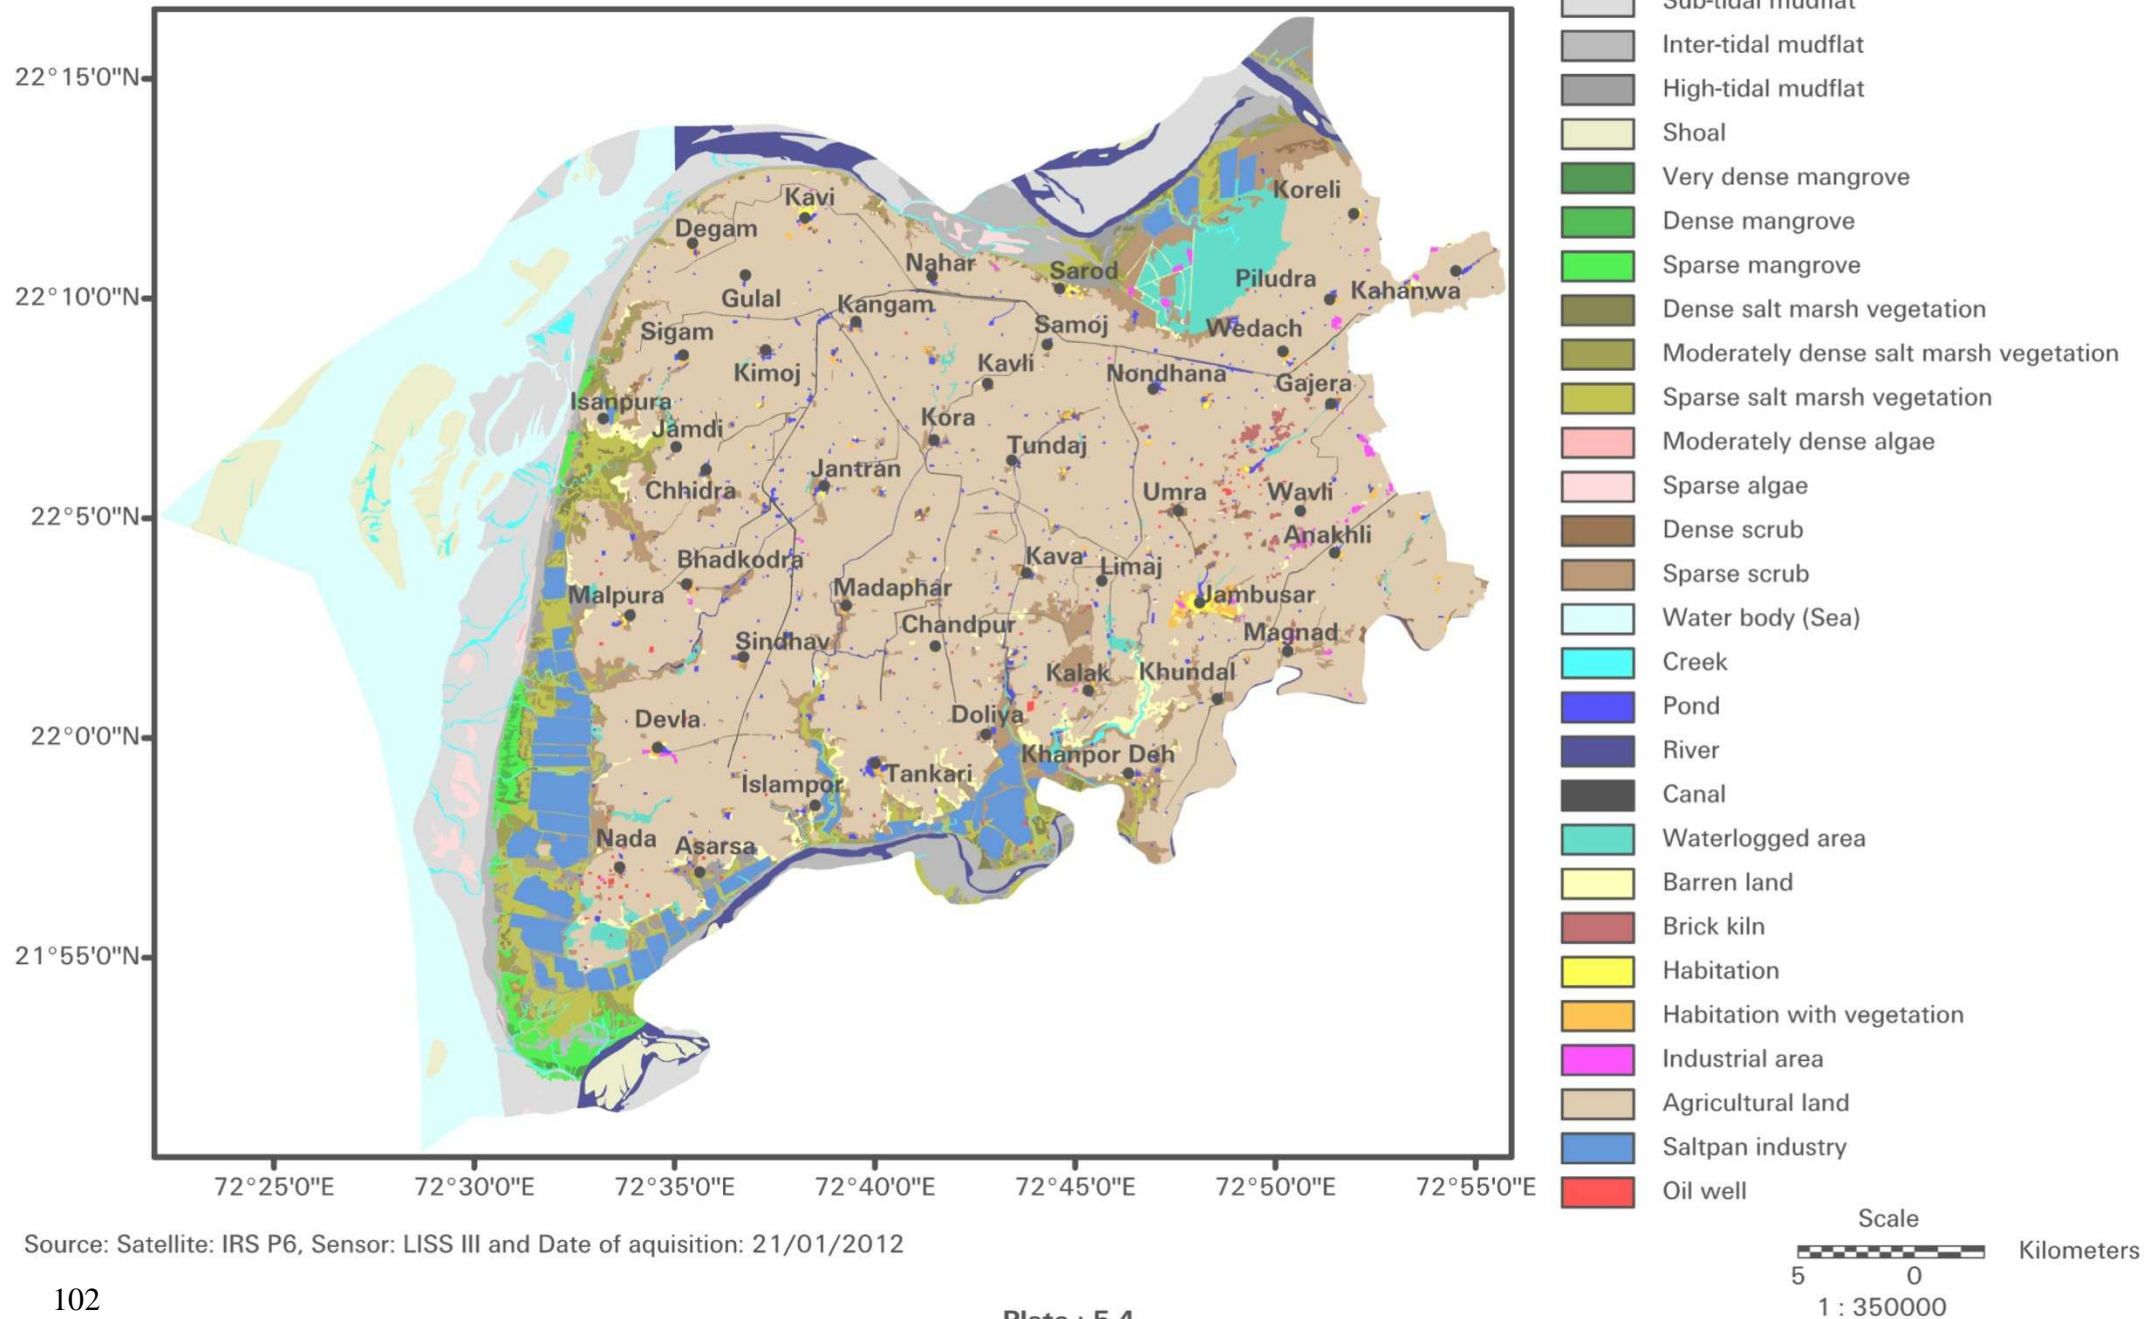 Sub-tidal mudflat
Inter-tidal mudflat
High-tidal mudflat
Shoal
Very dense mangrove
Dense mangrove
Sparse mangrove
Dense salt marsh vegetation
Moderately dense salt marsh vegetation
Sparse salt marsh vegetation
Moderately dense algae
Sparse algae
Dense scrub
Sparse scrub
Water body (Sea)
Creek
Pond
River
Canal
Waterlogged area
Barren land
Brick kiln
Habitation
Habitation with vegetation
Industrial area
Agricultural land
Saltpan industry
Oil well
22°15'0"N
22°10'0"N
22°5'0"N
22°0'0"N
21°55'0"N
Kavi
Koreli
Degam
Nahar
Sarod
Piludra
Kahanwa
Gulal
Kangam
Sigam
Samoj
Wedach
Kimoj
Kavli
Nondhana
Gajera
Isanpura
Jamdi
Kora
Tundaj
Jantran
Chhidra
Umra
Wavli
Anakhli
Bhadkodra
Kava
Limaj
Malpura
Madaphar
Jambusar
Chandpur
Magnad
Sindhav
Kalak
Khundal
Devla
Doliya
Khanpor Deh
Tankari
Islampor
Nada
Asarsa
72°25'0"E
72°30'0"E
72°35'0"E
72°40'0"E
72°45'0"E
72°50'0"E
72°55'0"E
Scale
Kilometers
5 0
1 : 350000
Source: Satellite: IRS P6, Sensor: LISS III and Date of aquisition: 21/01/2012
102
Plate : 5.4